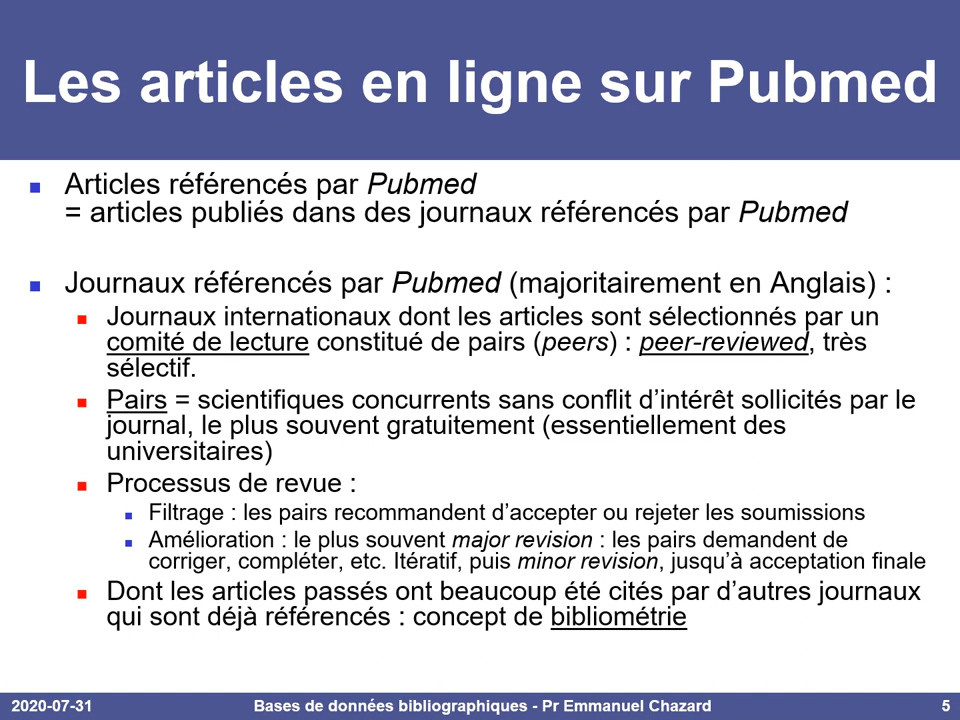 Les articles en ligne sur Pubmed
Articles référencés par Pubmed
= articles publiés dans des journaux référencés par Pubmed
Journaux référencés par Pubmed (majoritairement en Anglais) :
Journaux internationaux dont les articles sont sélectionnés par un
comité de lecture constitué de pairs (peers) : peer-reviewed, très
sélectif.
Pairs = scientifiques concurrents sans conflit d’intérêt sollicités par le
journal, le plus souvent gratuitement (essentiellement des
universitaires)
Processus de revue :
Filtrage : les pairs recommandent d’accepter ou rejeter les soumissions
Amélioration : le plus souvent major revision : les pairs demandent de
corriger, compléter, etc. Itératif, puis minor revision, jusqu’à acceptation finale
Dont les articles passés ont beaucoup été cités par d’autres journaux
qui sont déjà référencés : concept de bibliométrie
2020-07-31 Bases de données bibliographiques - Pr Emmanuel Chazard 5